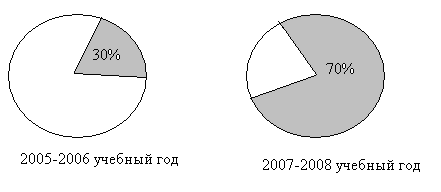 30%
70%
2005-2006 учебный год
2007-2008 учебный год